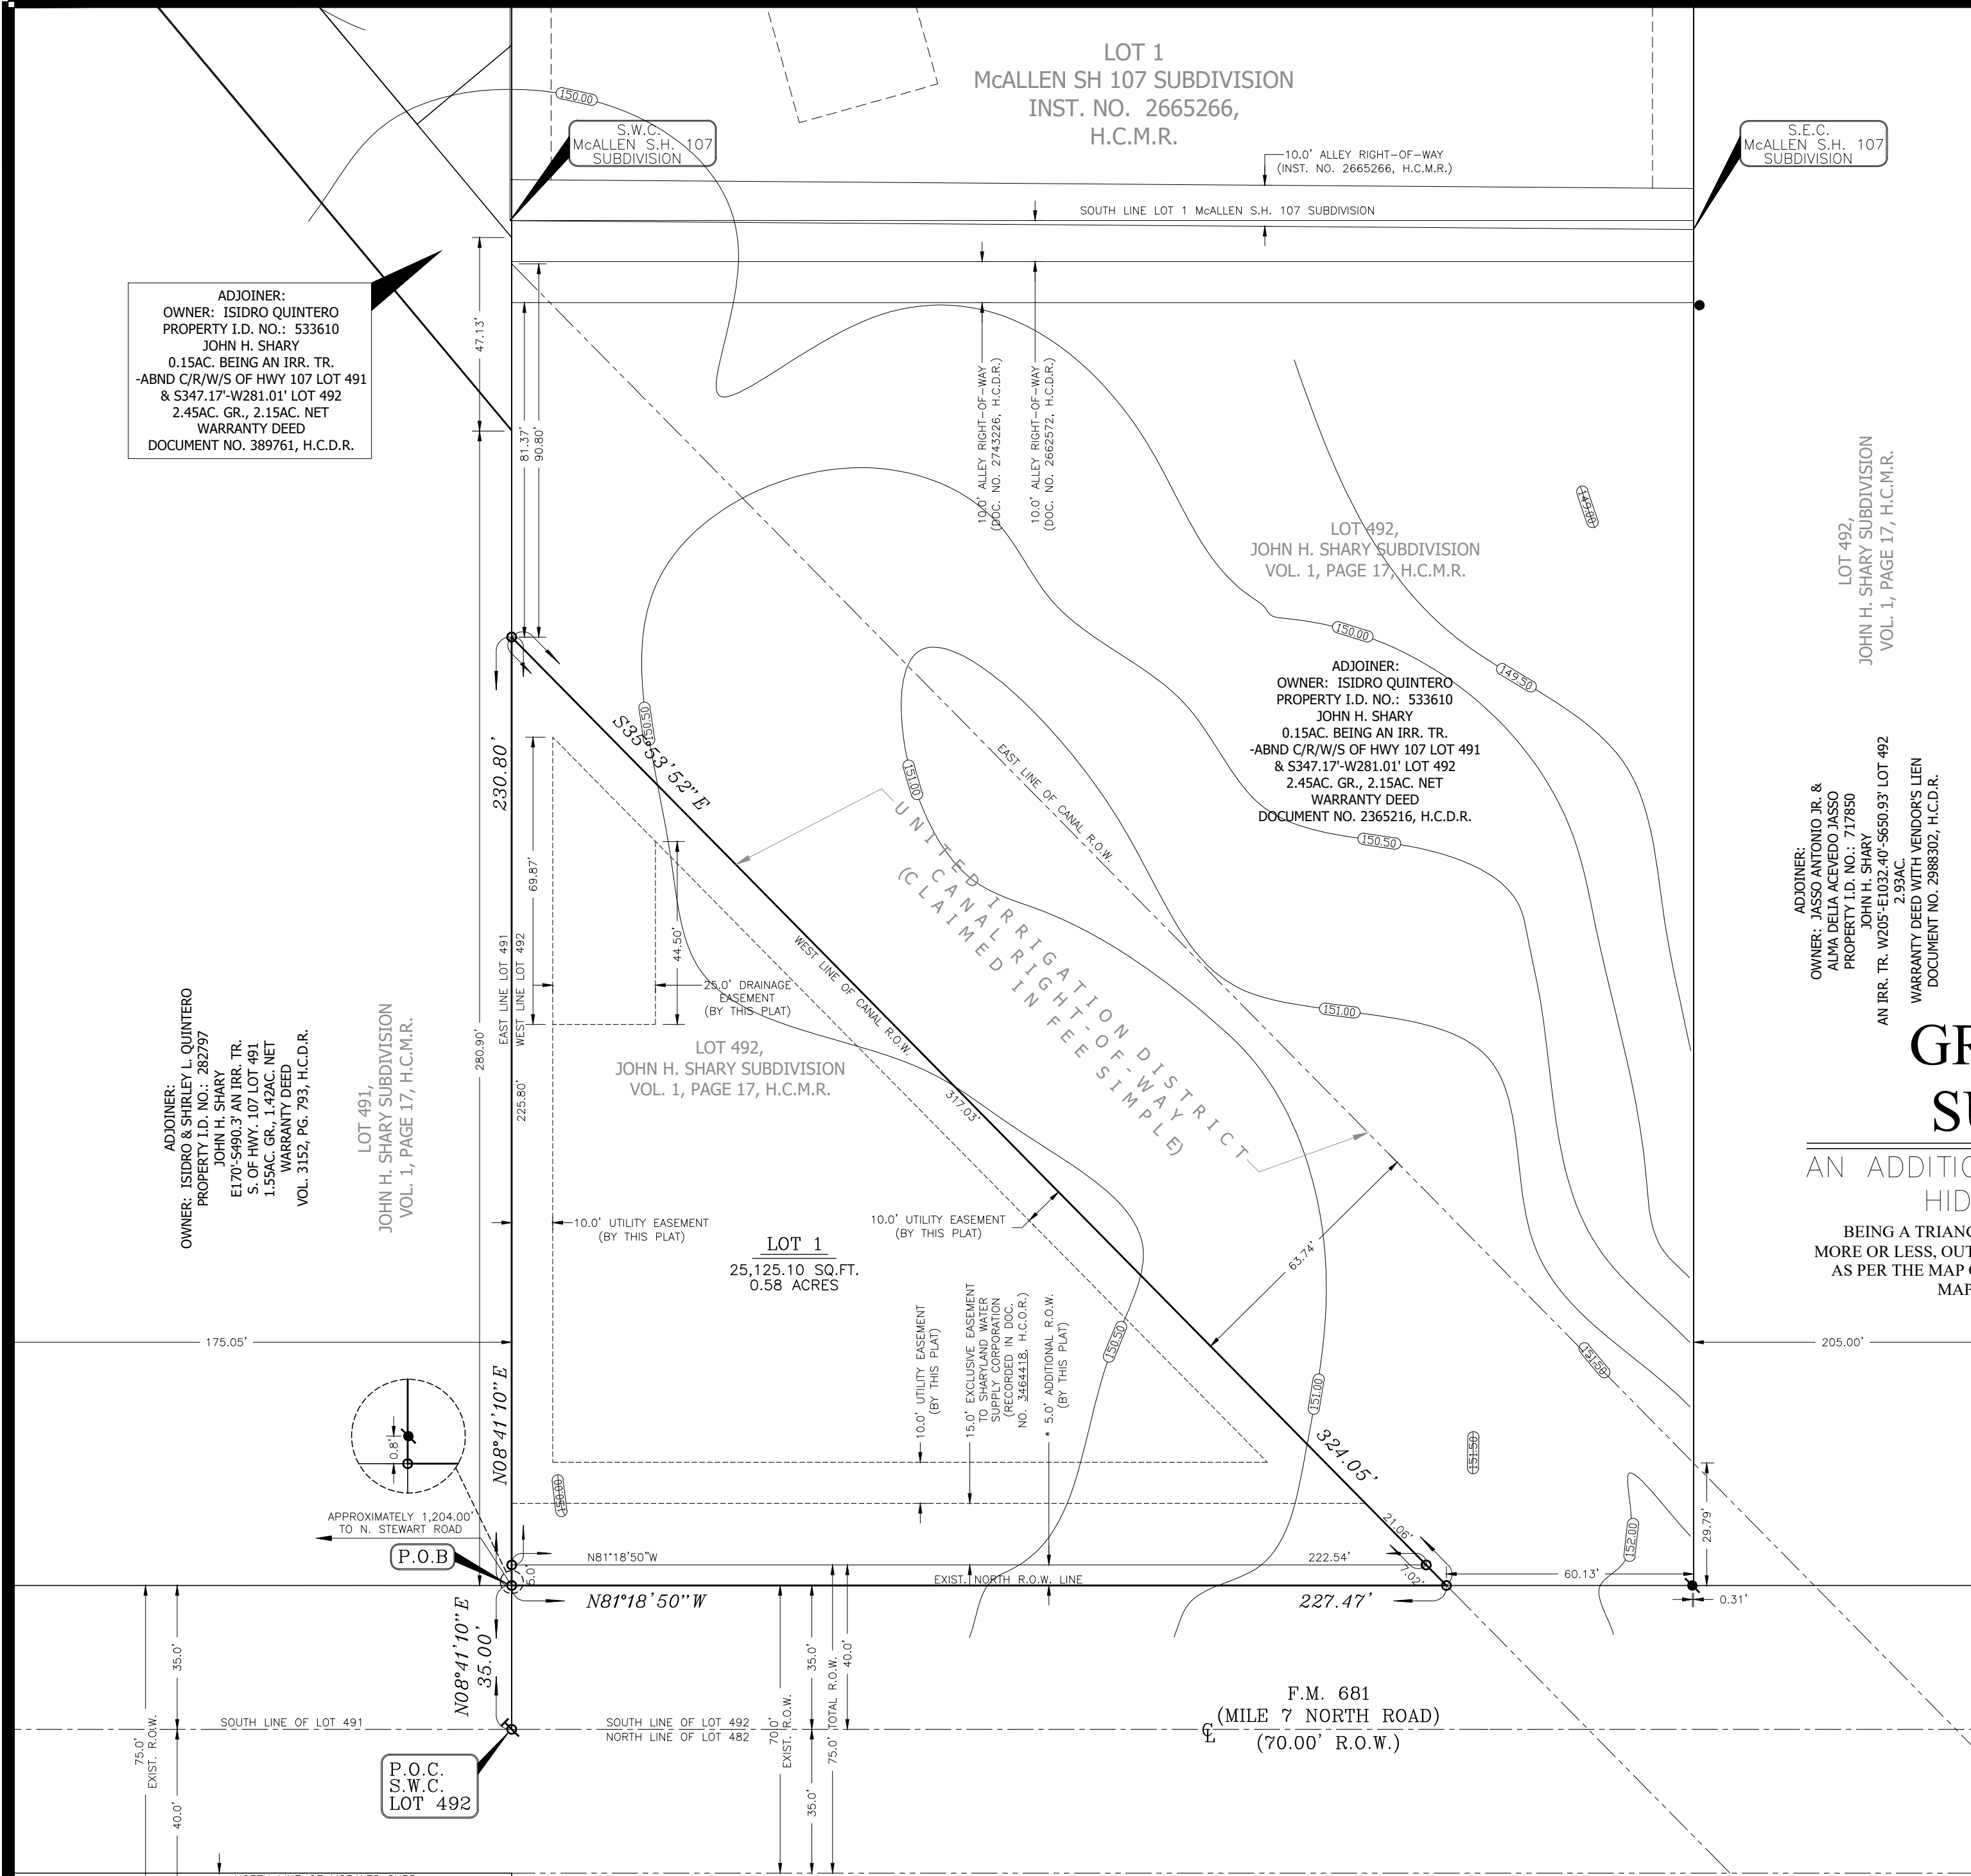 LOT 1
McALLEN SH 107 SUBDIVISION
INST. NO. 2665266,
H.C.M.R.
150.00
S.W.C.
McALLEN S.H. 107
SUBDIVISION
S.E.C.
McALLEN S.H. 107
SUBDIVISION
10.0' ALLEY RIGHT-OF-WAY
(INST. NO. 2665266, H.C.M.R.)
SOUTH LINE LOT 1 McALLEN S.H. 107 SUBDIVISION
ADJOINER:
OWNER: ISIDRO QUINTERO
PROPERTY I.D. NO.: 533610
JOHN H. SHARY
0.15AC. BEING AN IRR. TR.
-ABND C/R/W/S OF HWY 107 LOT 491
& S347.17'-W281.01' LOT 492
2.45AC. GR., 2.15AC. NET
WARRANTY DEED
DOCUMENT NO. 389761, H.C.D.R.
47.13'
81.37'
90.80'
10.0' ALLEY RIGHT-OF-WAY
(DOC. NO. 2743226, H.C.D.R.)
10.0' ALLEY RIGHT-OF-WAY
(DOC. NO. 2662572, H.C.D.R.)
149.00
LOT 492,
JOHN H. SHARY SUBDIVISION
VOL. 1, PAGE 17, H.C.M.R.
LOT 492,
JOHN H. SHARY SUBDIVISION
VOL. 1, PAGE 17, H.C.M.R.
150.00
149.50
ADJOINER:
OWNER: ISIDRO QUINTERO
PROPERTY I.D. NO.: 533610
JOHN H. SHARY
0.15AC. BEING AN IRR. TR.
-ABND C/R/W/S OF HWY 107 LOT 491
& S347.17'-W281.01' LOT 492
2.45AC. GR., 2.15AC. NET
WARRANTY DEED
DOCUMENT NO. 2365216, H.C.D.R.
150.50
S35°53'52"E
230.80'
151.00
EAST LINE OF CANAL R.O.W.
150.50
UNITED IRRIGATION DISTRICT
CANAL RIGHT-OF-WAY
(CLAIMED IN FEE SIMPLE)
ADJOINER:
OWNER: JASSO ANTONIO JR. &
ALMA DELIA ACEVEDO JASSO
PROPERTY I.D. NO.: 717850
JOHN H. SHARY
AN IRR. TR. W205'-E1032.40'-S650.93' LOT 492
2.93AC.
WARRANTY DEED WITH VENDOR'S LIEN
DOCUMENT NO. 2988302, H.C.D.R.
69.87'
44.50'
WEST LINE OF CANAL R.O.W.
EAST LINE LOT 491
WEST LINE LOT 492
25.0' DRAINAGE
EASEMENT
(BY THIS PLAT)
151.00
ADJOINER:
OWNER: ISIDRO & SHIRLEY L. QUINTERO
PROPERTY I.D. NO.: 282797
JOHN H. SHARY
E170'-S490.3' AN IRR. TR.
S. OF HWY. 107 LOT 491
1.55AC. GR., 1.42AC. NET
WARRANTY DEED
VOL. 3152, PG. 793, H.C.D.R.
LOT 491,
JOHN H. SHARY SUBDIVISION
VOL. 1, PAGE 17, H.C.M.R.
280.90'
225.80'
LOT 492,
JOHN H. SHARY SUBDIVISION
VOL. 1, PAGE 17, H.C.M.R.
317.03'
GR
SU
AN ADDITIO
HID
BEING A TRIANG
MORE OR LESS, OUT
AS PER THE MAP
MAP
10.0' UTILITY EASEMENT
(BY THIS PLAT)
10.0' UTILITY EASEMENT
(BY THIS PLAT)
LOT 1
25,125.10 SQ.FT.
0.58 ACRES
63.74'
10.0' UTILITY EASEMENT
(BY THIS PLAT)
15.0' EXCLUSIVE EASEMENT
TO SHARYLAND WATER
SUPPLY CORPORATION
(RECORDED IN DOC.
NO. 3464418, H.C.O.R.)
* 5.0' ADDITIONAL R.O.W.
(BY THIS PLAT)
150.50
151.00
151.50
175.05'
205.00'
N08°41'10"E
0.8'
324.05'
151.50
150.00
APPROXIMATELY 1,204.00'
TO N. STEWART ROAD
21.06'
152.00
29.79'
P.O.B
5.0'
N81°18'50"W
222.54'
7.02'
EXIST. NORTH R.O.W. LINE
60.13'
N81°18'50"W
227.47'
0.31'
35.0'
N08°41'10"E
35.00'
35.0'
40.0'
75.0'
EXIST. R.O.W.
70.0'
EXIST. R.O.W.
75.0' TOTAL R.O.W.
F.M. 681
(MILE 7 NORTH ROAD)
(70.00' R.O.W.)
SOUTH LINE OF LOT 491
SOUTH LINE OF LOT 492
NORTH LINE OF LOT 482
P.O.C.
S.W.C.
LOT 492
40.0'
35.0'